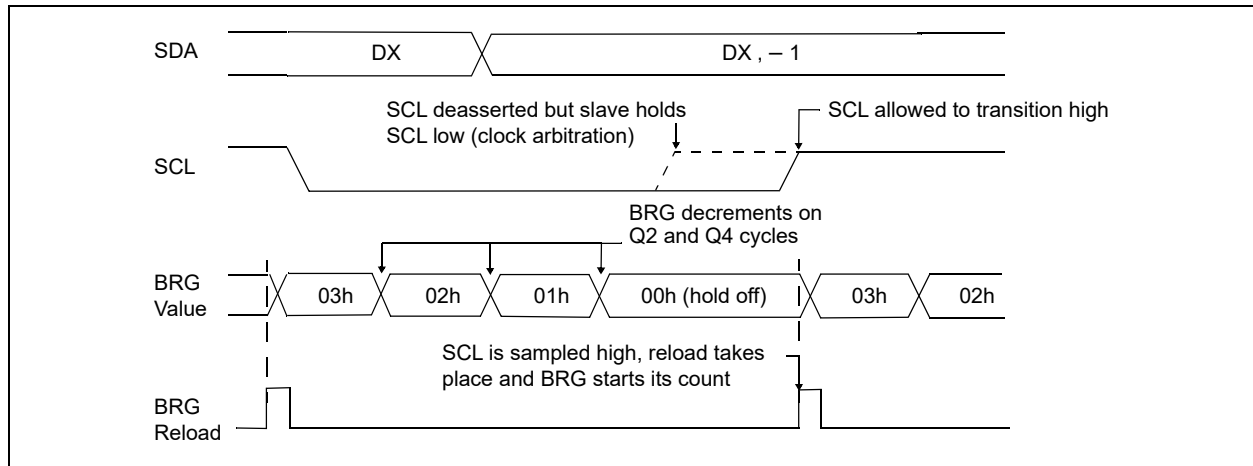 SDA
DX
DX , – 1
SCL deasserted but slave holds
SCL low (clock arbitration)
SCL allowed to transition high
SCL
BRG decrements on
Q2 and Q4 cycles
BRG
Value
03h
02h
01h
00h (hold off)
03h
02h
SCL is sampled high, reload takes
place and BRG starts its count
BRG
Reload